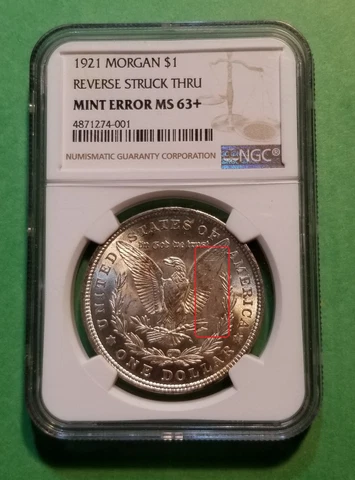 1921 MORGAN $1
REVERSE STRUCK THRU
MINT ERROR MS 63+
4871274-001
NUMISMATIC GUARANTY CORPORATION
NGC
UNITED STATES OF AMERICA
In God we trust
ONE DOLLAR